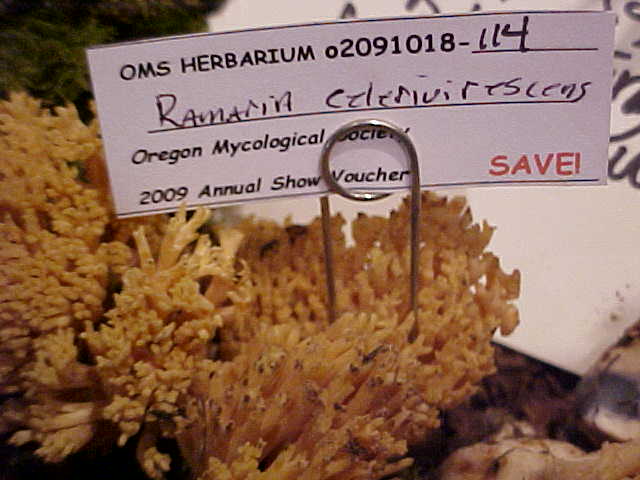 OMS HERBARIUM o2091018-114
Ramaria celerivirescens
Oregon Mycological Society
2009 Annual Show Voucher
SAVE!